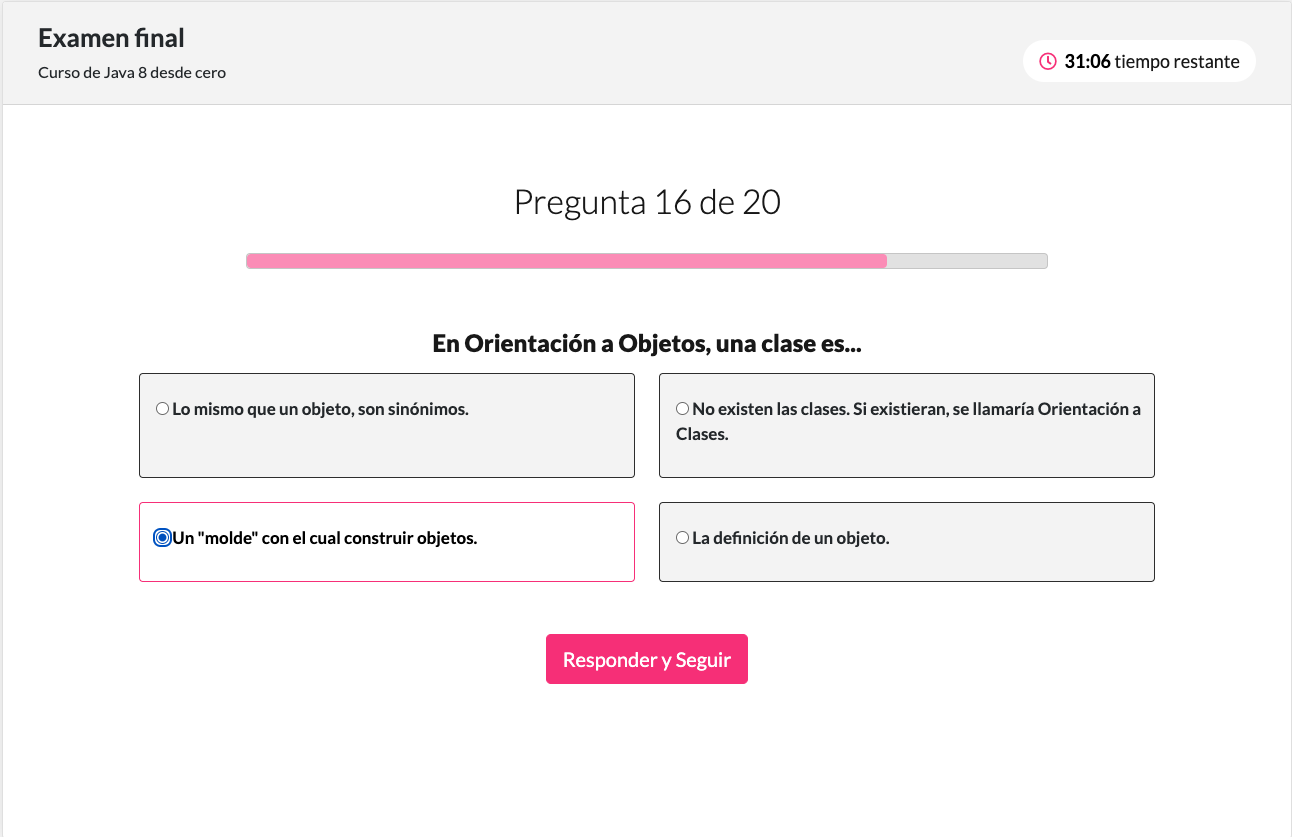 Examen final
Curso de Java 8 desde cero
31:06 tiempo restante
Pregunta 16 de 20
En Orientación a Objetos, una clase es...
Lo mismo que un objeto, son sinónimos.
No existen las clases. Si existieran, se llamaría Orientación a
Clases.
Un "molde" con el cual construir objetos.
La definición de un objeto.
Responder y Seguir